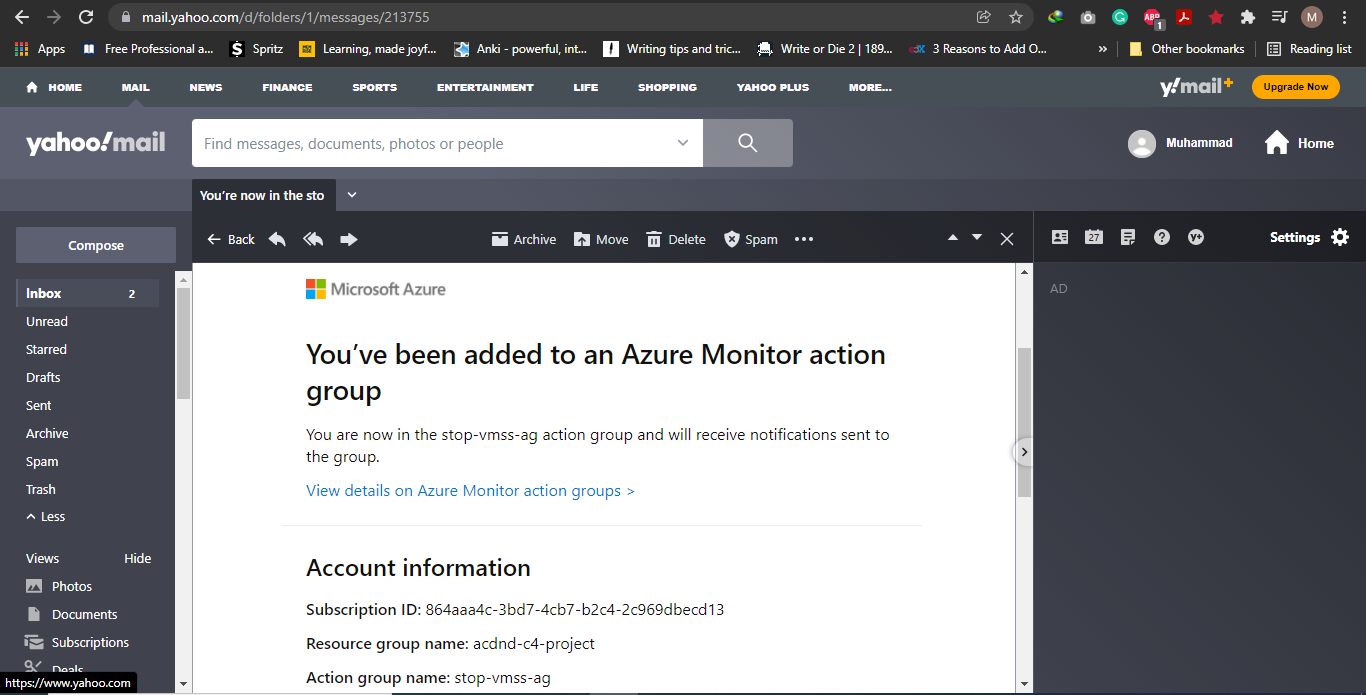 mail.yahoo.com/d/folders/1/messages/213755
ABP
1
M
Apps
Free Professional a...
$ Spritz
Learning, made joyf...
Anki - powerful, int...
Writing tips and tric...
Write or Die 2 | 189...
edX 3 Reasons to Add O...
»
Other bookmarks
Reading list
HOME
MAIL
NEWS
FINANCE
SPORTS
ENTERTAINMENT
LIFE
SHOPPING
YAHOO PLUS
MORE...
y!mail+
Upgrade Now
yahoo!mail
Find messages, documents, photos or people
Muhammad
Home
You’re now in the sto
Compose
Back
Archive
Move
Delete
Spam
27
?
y+
Settings
Inbox 2
Unread
Starred
Drafts
Sent
Archive
Spam
Trash
Less
Views Hide
Photos
Documents
Subscriptions
Deals
https://www.yahoo.com
Microsoft Azure
You’ve been added to an Azure Monitor action
group
You are now in the stop-vmss-ag action group and will receive notifications sent to
the group.
View details on Azure Monitor action groups >
Account information
Subscription ID: 864aaa4c-3bd7-4cb7-b2c4-2c969dbecd13
Resource group name: acdnd-c4-project
Action group name: stop-vmss-ag
AD